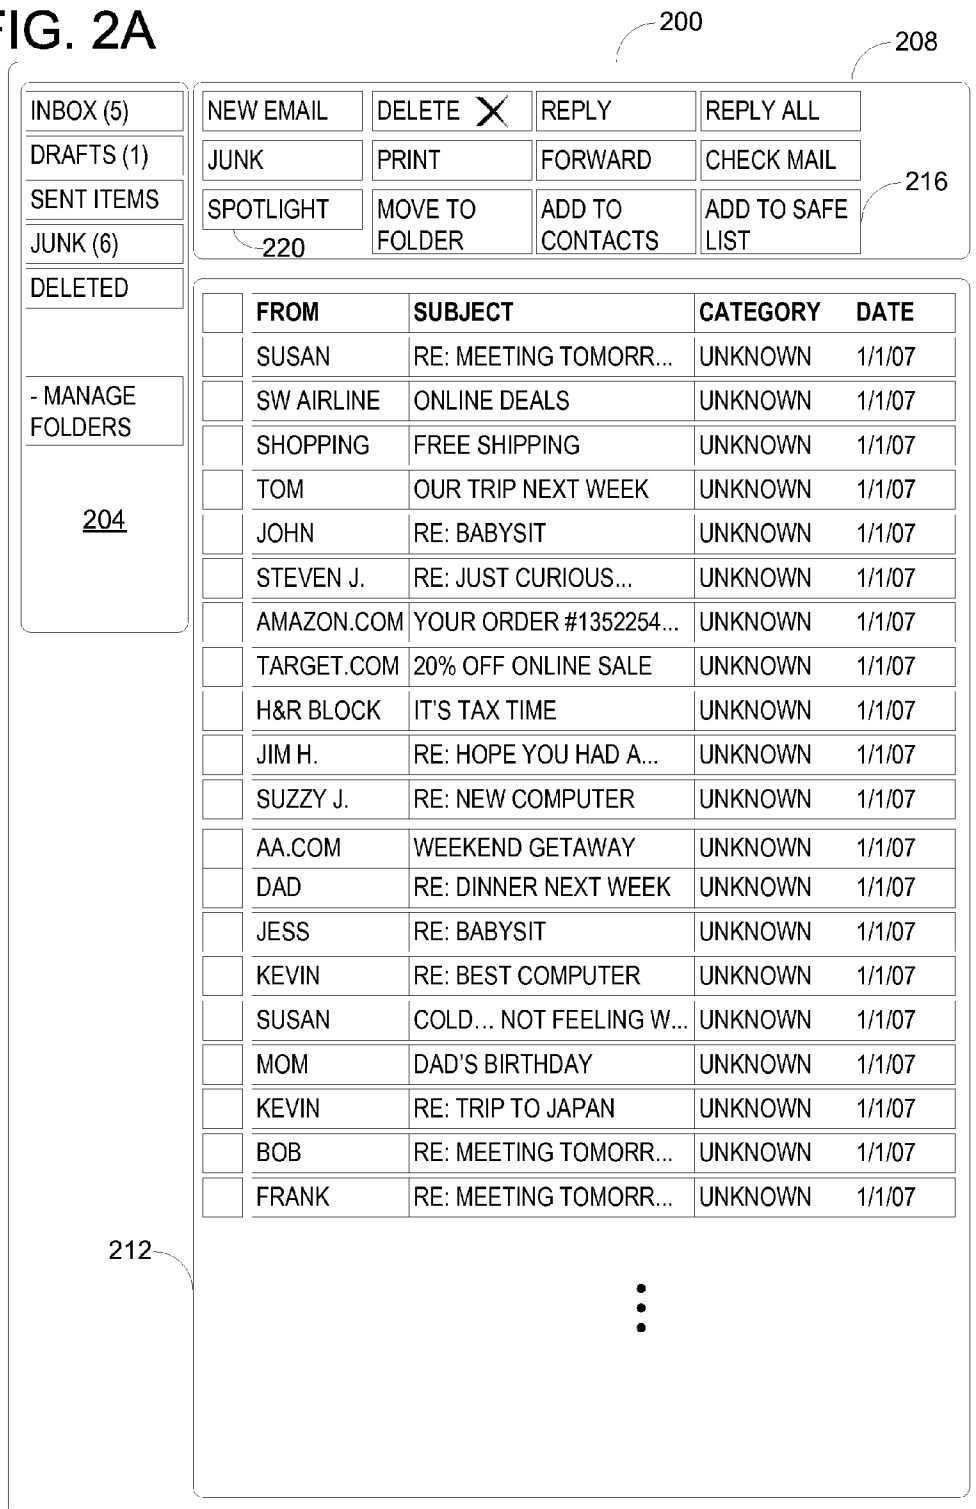 FIG. 2A
200
208
INBOX (5)
DRAFTS (1)
SENT ITEMS
JUNK (6)
DELETED
- MANAGE
FOLDERS
204
NEW EMAIL DELETE X REPLY REPLY ALL
JUNK PRINT FORWARD CHECK MAIL
216
SPOTLIGHT MOVE TO FOLDER ADD TO CONTACTS ADD TO SAFE LIST
220
FROM SUBJECT CATEGORY DATE
SUSAN RE: MEETING TOMORR... UNKNOWN 1/1/07
SW AIRLINE ONLINE DEALS UNKNOWN 1/1/07
SHOPPING FREE SHIPPING UNKNOWN 1/1/07
TOM OUR TRIP NEXT WEEK UNKNOWN 1/1/07
JOHN RE: BABYSIT UNKNOWN 1/1/07
STEVEN J. RE: JUST CURIOUS... UNKNOWN 1/1/07
AMAZON.COM YOUR ORDER #1352254... UNKNOWN 1/1/07
TARGET.COM 20% OFF ONLINE SALE UNKNOWN 1/1/07
H&R BLOCK IT'S TAX TIME UNKNOWN 1/1/07
JIM H. RE: HOPE YOU HAD A... UNKNOWN 1/1/07
SUZZY J. RE: NEW COMPUTER UNKNOWN 1/1/07
AA.COM WEEKEND GETAWAY UNKNOWN 1/1/07
DAD RE: DINNER NEXT WEEK UNKNOWN 1/1/07
JESS RE: BABYSIT UNKNOWN 1/1/07
KEVIN RE: BEST COMPUTER UNKNOWN 1/1/07
SUSAN COLD... NOT FEELING W... UNKNOWN 1/1/07
MOM DAD'S BIRTHDAY UNKNOWN 1/1/07
KEVIN RE: TRIP TO JAPAN UNKNOWN 1/1/07
BOB RE: MEETING TOMORR... UNKNOWN 1/1/07
FRANK RE: MEETING TOMORR... UNKNOWN 1/1/07
212